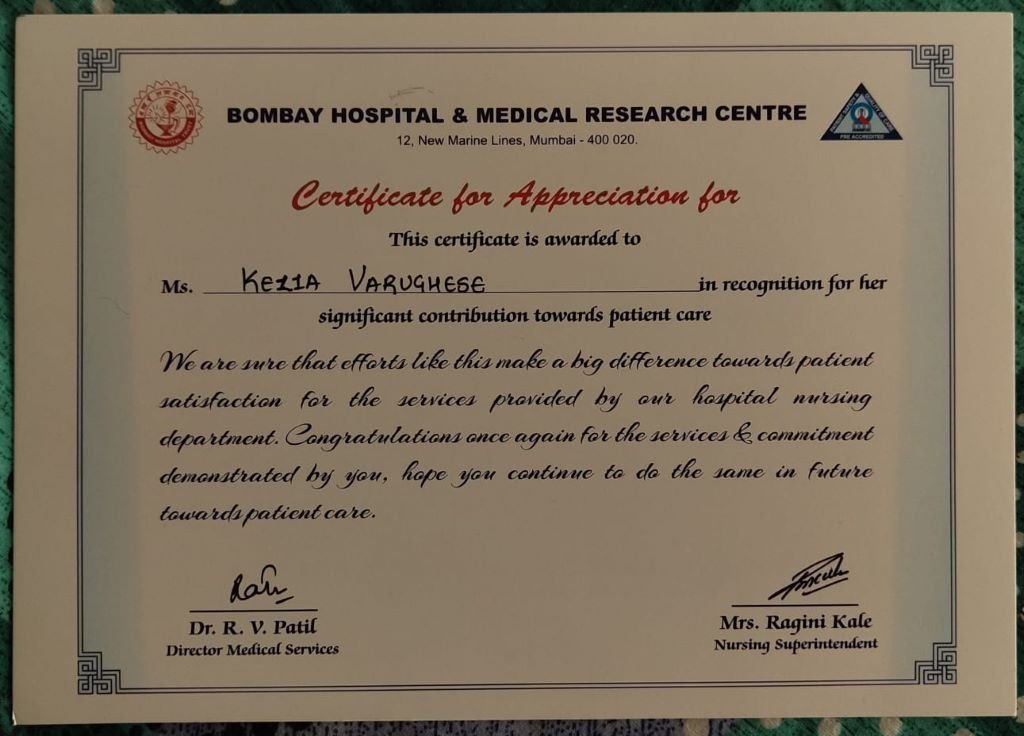 BOMBAY HOSPITAL & MEDICAL RESEARCH CENTRE
12, New Marine Lines, Mumbai - 400 020.
PRE ACCREDITED
Certificate for Appreciation for
This certificate is awarded to
Ms. KEZIA VARUGHESE in recognition for her
significant contribution towards patient care
We are sure that efforts like this make a big difference towards patient
satisfaction for the services provided by our hospital nursing
department. Congratulations once again for the services & commitment
demonstrated by you, hope you continue to do the same in future
towards patient care.
Dr. R. V. Patil
Director Medical Services
Mrs. Ragini Kale
Nursing Superintendent